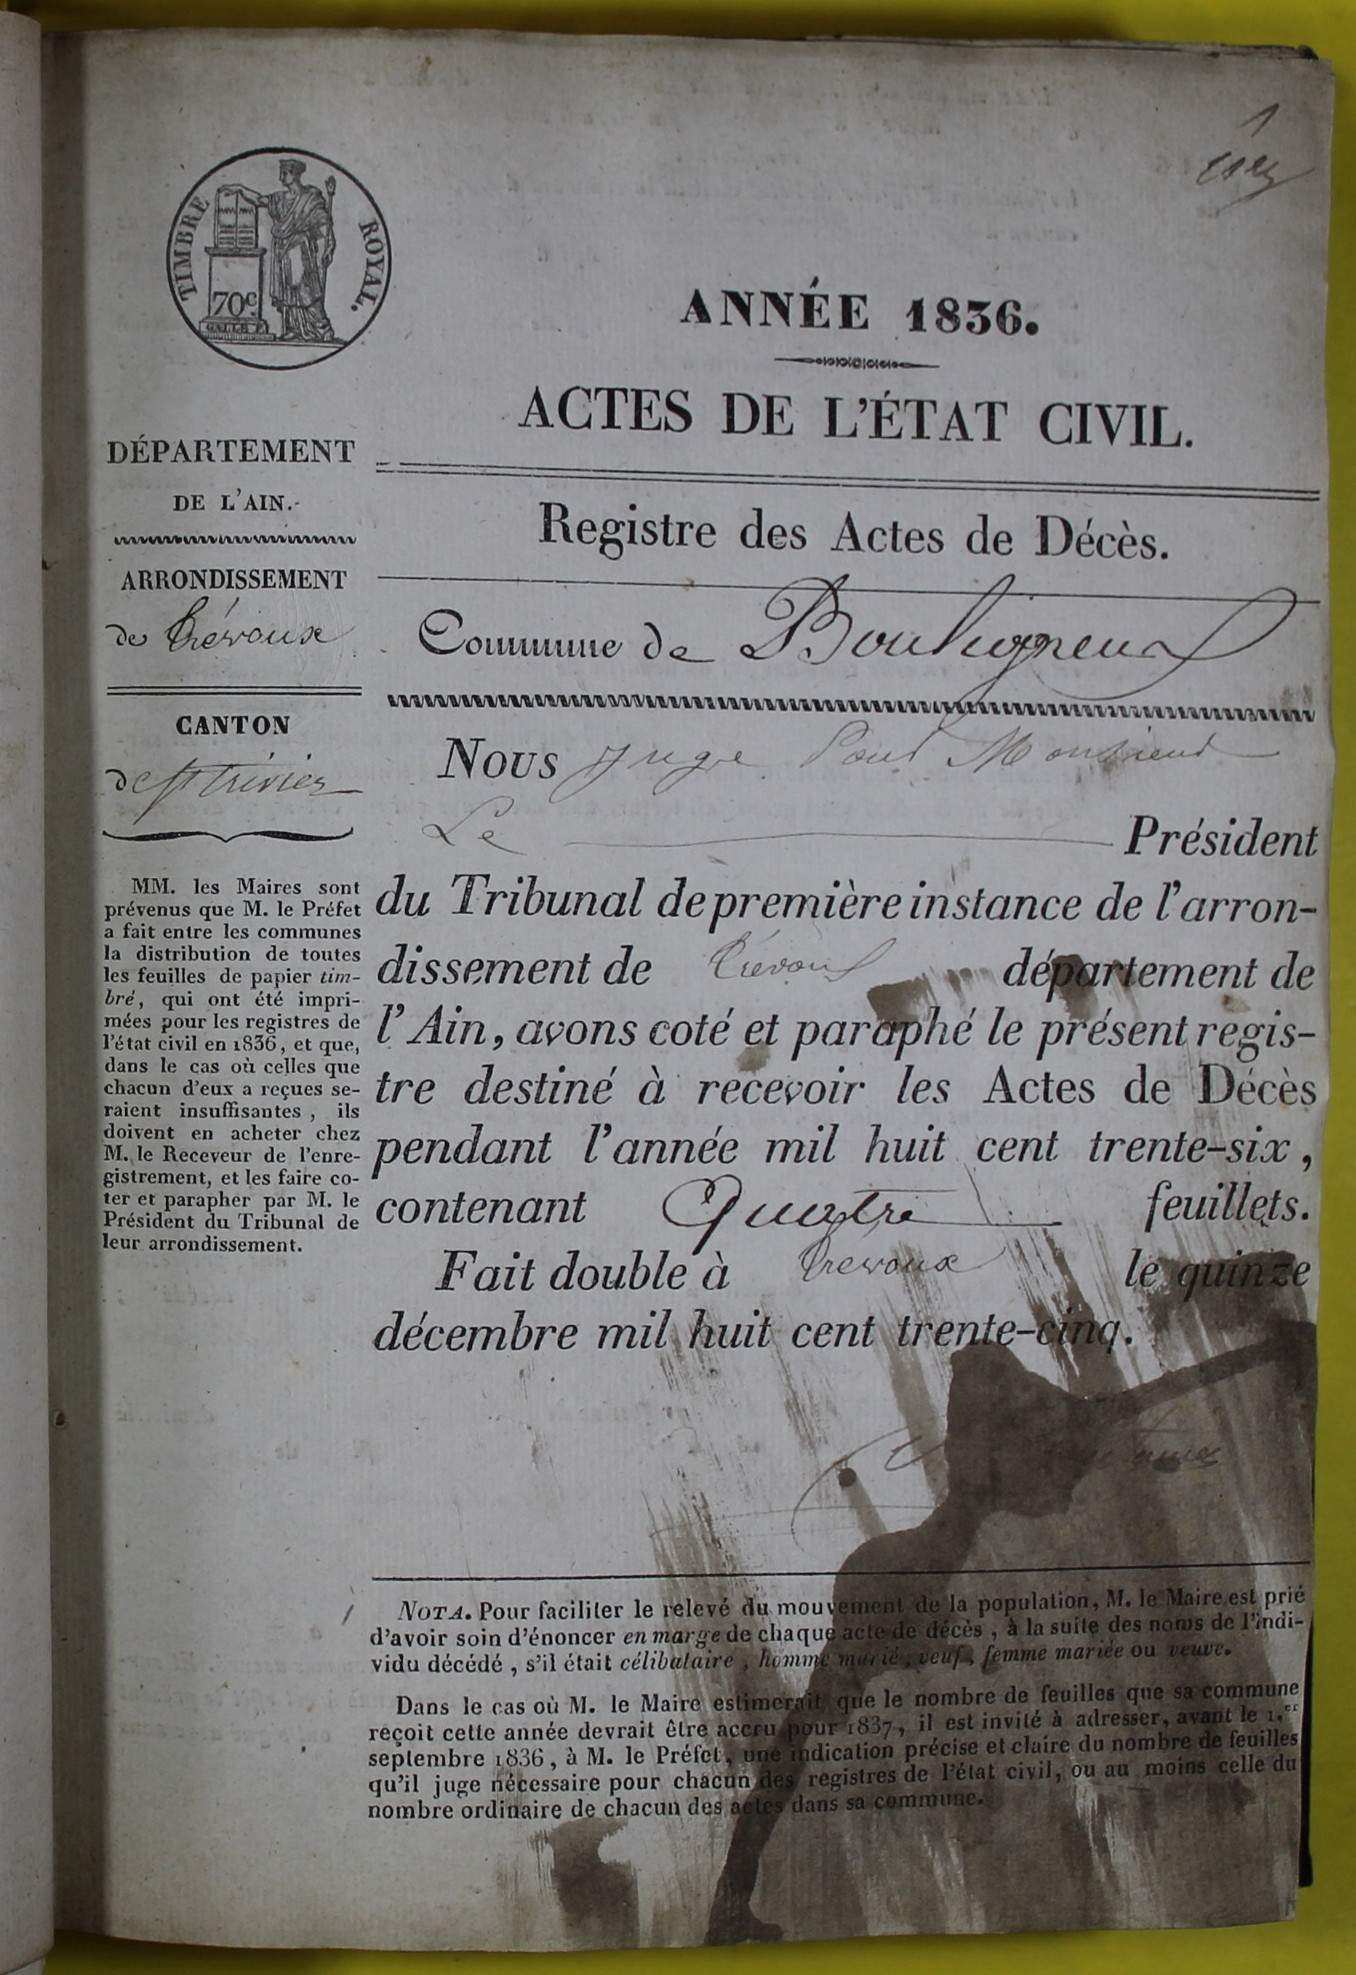 1
TIMBRE ROYAL.
70c
GALLE F.
ANNÉE 1836.
ACTES DE L'ÉTAT CIVIL.
DÉPARTEMENT
DE L'AIN.
ARRONDISSEMENT
de Trévoux
CANTON
de St Trivier
MM. les Maires sont
prévenus que M. le Préfet
a fait entre les communes
la distribution de toutes
les feuilles de papier tim-
bré, qui ont été impri-
mées pour les registres de
l'état civil en 1836, et que,
dans le cas où celles que
chacun d'eux a reçues se-
raient insuffisantes, ils
doivent en acheter chez
M. le Receveur de l'enre-
gistrement, et les faire co-
ter et parapher par M. le
Président du Tribunal de
leur arrondissement.
Registre des Actes de Décès.
Commune de Bouligneux
Nous Juge Pour Monsieur
Le Président
du Tribunal de première instance de l'arron-
dissement de Trévoux département de
l'Ain, avons coté et paraphé le présent regis-
tre destiné à recevoir les Actes de Décès
pendant l'année mil huit cent trente-six,
contenant Quatre feuillets.
Fait double à Trévoux le quinze
décembre mil huit cent trente-cinq.
NOTA. Pour faciliter le relevé du mouvement de la population, M. le Maire est prié
d'avoir soin d'énoncer en marge de chaque acte de décès, à la suite des noms de l'indi-
vidu décédé, s'il était célibataire, homme marié, veuf, femme mariée ou veuve.
Dans le cas où M. le Maire estimerait que le nombre de feuilles que sa commune
reçoit cette année devrait être accru pour 1837, il est invité à adresser, avant le 1.er
septembre 1836, à M. le Préfet, une indication précise et claire du nombre de feuilles
qu'il juge nécessaire pour chacun des registres de l'état civil, ou au moins celle du
nombre ordinaire de chacun des actes dans sa commune.